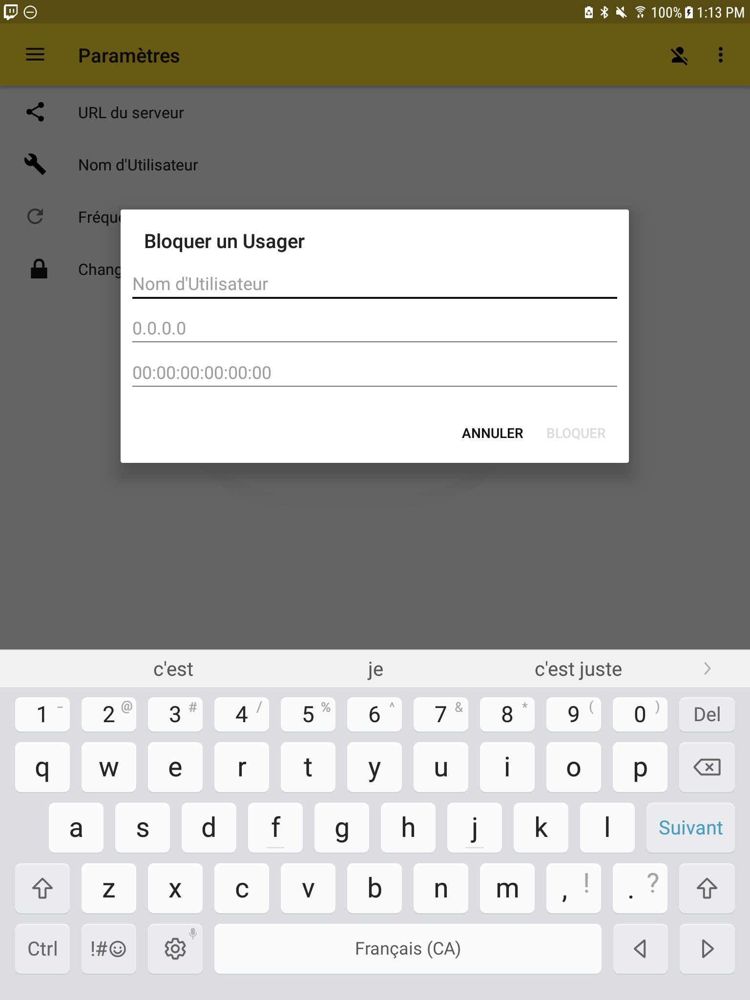 100% 1:13 PM
Paramètres
URL du serveur
Nom d'Utilisateur
Fréque
Chang
Bloquer un Usager
Nom d'Utilisateur
0.0.0.0
00:00:00:00:00:00
ANNULER BLOQUER
c'est je c'est juste
1 - 2 @ 3 # 4 / 5 % 6 ^ 7 & 8 * 9 ( 0 ) Del
q w e r t y u i o p
a s d f g h j k l Suivant
z x c v b n m , ! . ?
Ctrl !#☺ Français (CA)